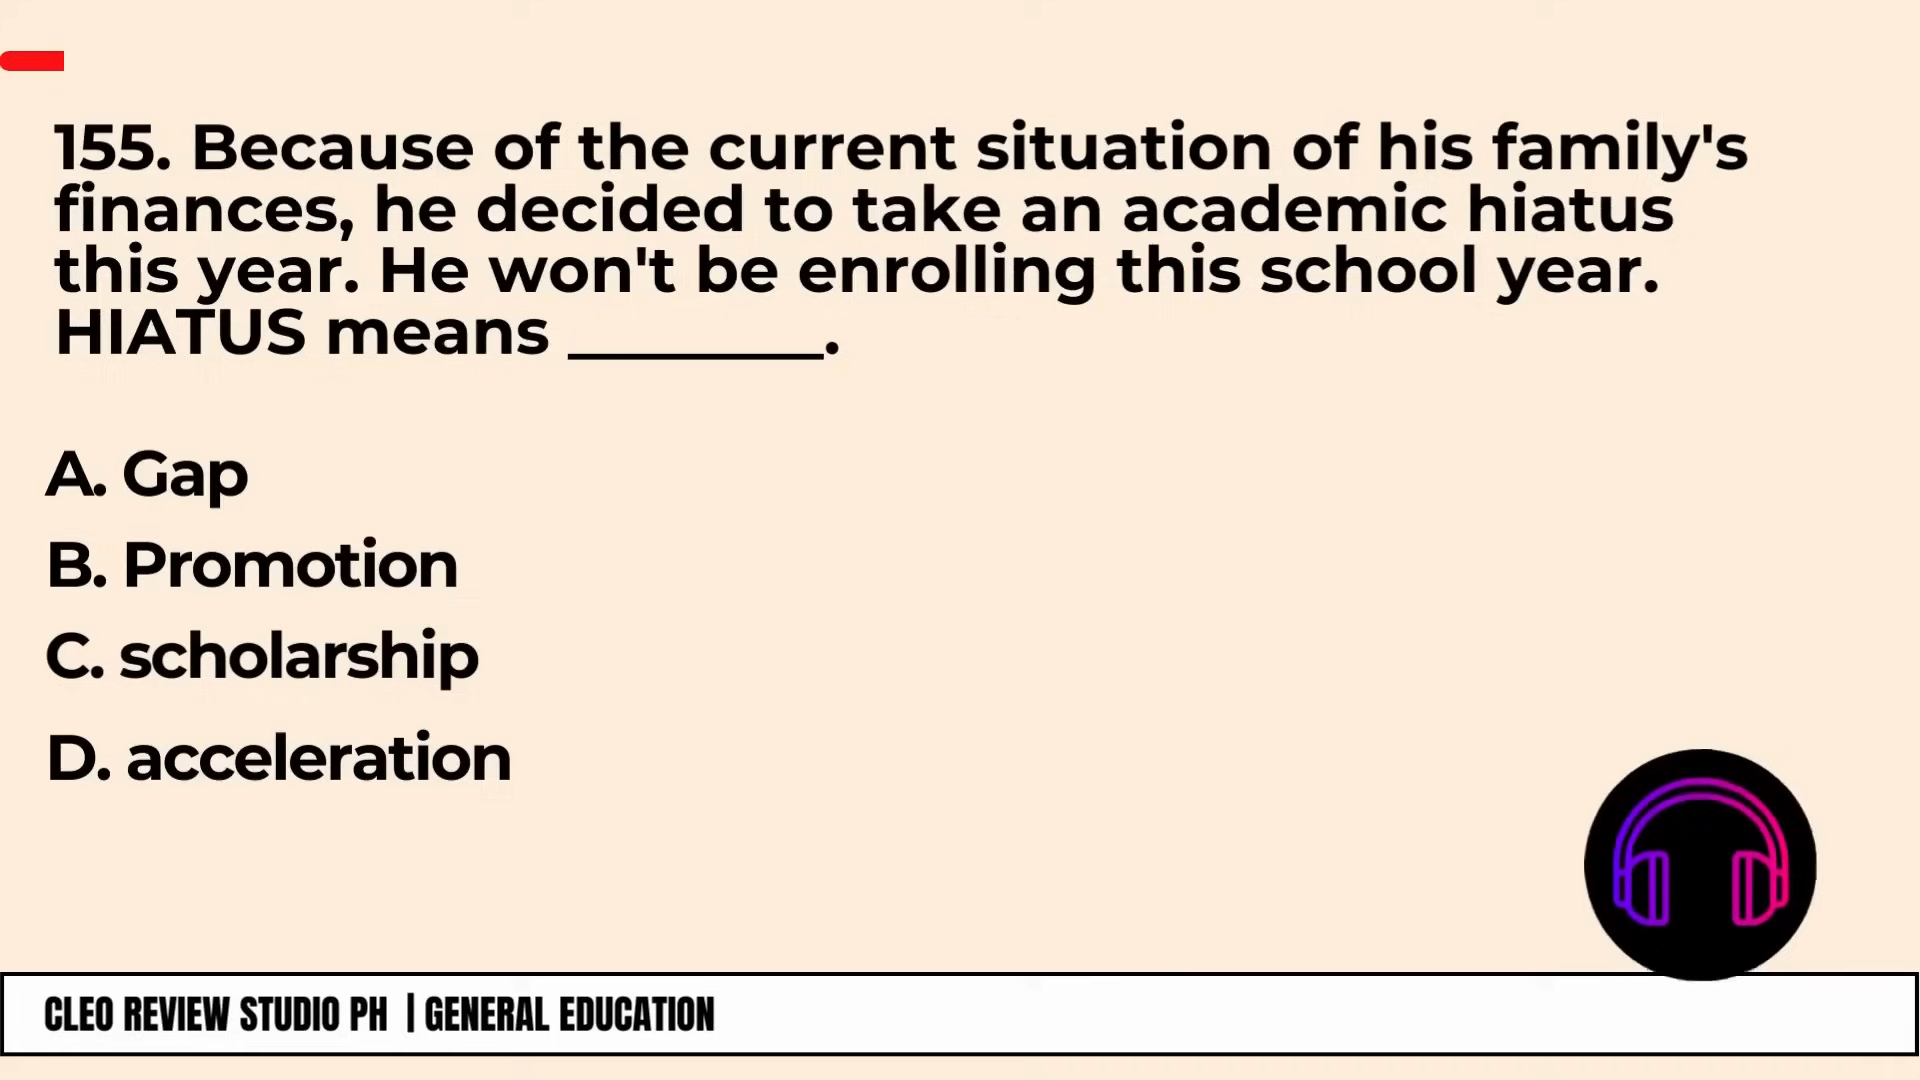 155. Because of the current situation of his family's
finances, he decided to take an academic hiatus
this year. He won't be enrolling this school year.
HIATUS means ________.
A. Gap
B. Promotion
C. scholarship
D. acceleration
CLEO REVIEW STUDIO PH | GENERAL EDUCATION